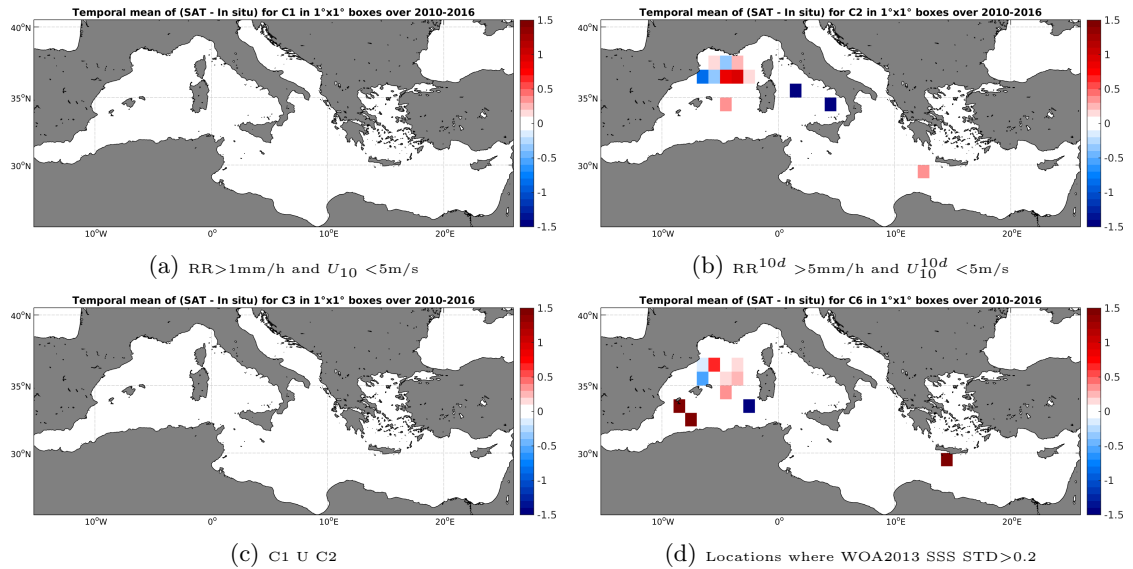 Temporal mean of (SAT - In situ) for C1 in 1°x1° boxes over 2010-2016
40°N
35°N
30°N
10°W
0°
10°E
20°E
1.5
1
0.5
0
-0.5
-1
-1.5
(a) RR>1mm/h and U10 <5m/s
Temporal mean of (SAT - In situ) for C2 in 1°x1° boxes over 2010-2016
40°N
35°N
30°N
10°W
0°
10°E
20°E
1.5
1
0.5
0
-0.5
-1
-1.5
(b) RR^10d >5mm/h and U_10^10d <5m/s
Temporal mean of (SAT - In situ) for C3 in 1°x1° boxes over 2010-2016
40°N
35°N
30°N
10°W
0°
10°E
20°E
1.5
1
0.5
0
-0.5
-1
-1.5
(c) C1 U C2
Temporal mean of (SAT - In situ) for C6 in 1°x1° boxes over 2010-2016
40°N
35°N
30°N
10°W
0°
10°E
20°E
1.5
1
0.5
0
-0.5
-1
-1.5
(d) Locations where WOA2013 SSS STD>0.2